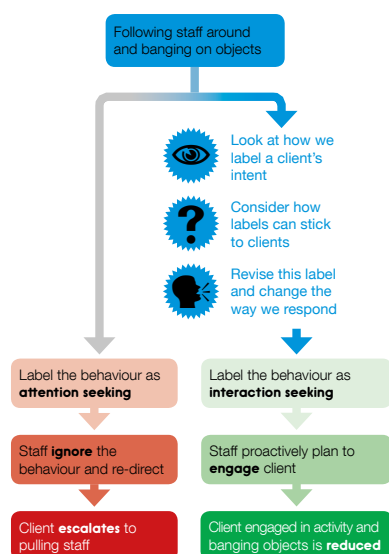 Following staff around
and banging on objects
Look at how we
label a client's
intent
?
Consider how
labels can stick
to clients
Revise this label
and change the
way we respond
Label the behaviour as
attention seeking
Label the behaviour as
interaction seeking
Staff ignore the
behaviour and re-direct
Staff proactively plan to
engage client
Client escalates to
pulling staff
Client engaged in activity and
banging objects is reduced